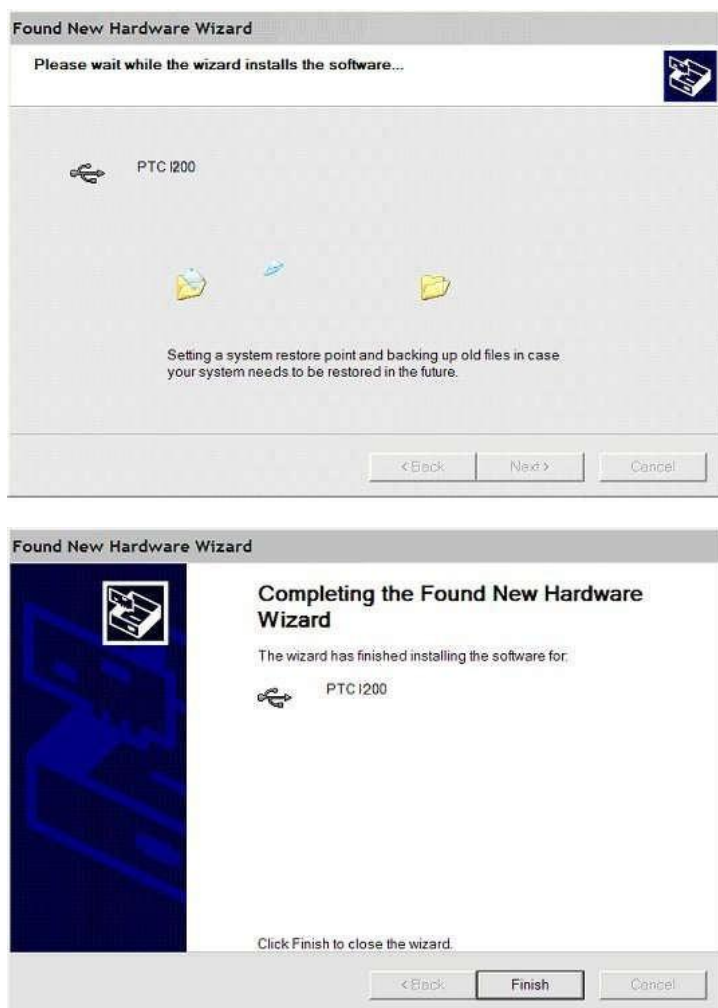 Found New Hardware Wizard
Please wait while the wizard installs the software...
PTC I200
Setting a system restore point and backing up old files in case
your system needs to be restored in the future.
< Back Next > Cancel
Found New Hardware Wizard
Completing the Found New Hardware
Wizard
The wizard has finished installing the software for:
PTC I200
Click Finish to close the wizard.
< Back Finish Cancel